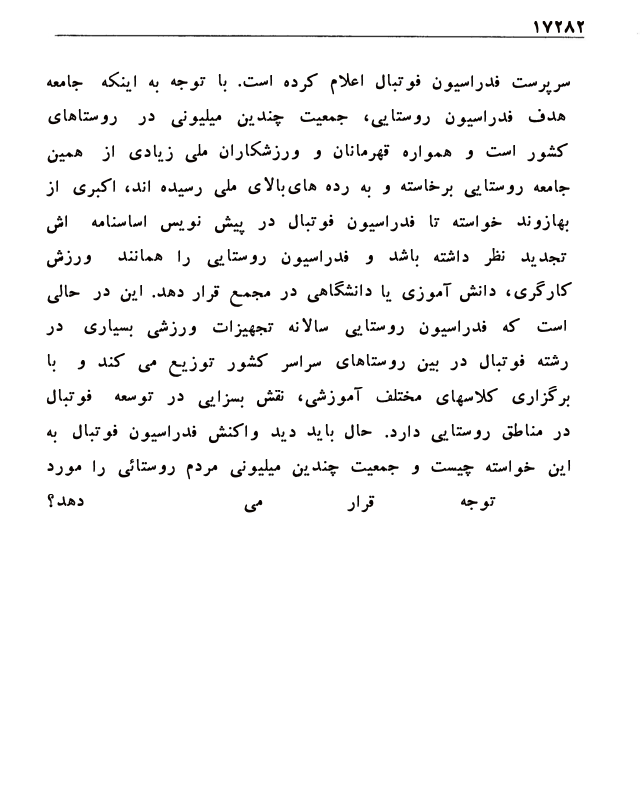 ۱۷۲۸۲
سرپرست فدراسیون فوتبال اعلام کرده است. با توجه به اینکه جامعه
هدف فدراسیون روستایی، جمعیت چندین میلیونی در روستاهای
کشور است و همواره قهرمانان و ورزشکاران ملی زیادی از همین
جامعه روستایی برخاسته و به رده های‌بالای ملی رسیده اند، اکبری از
بهازوند خواسته تا فدراسیون فوتبال در پیش نویس اساسنامه اش
تجدید نظر داشته باشد و فدراسیون روستایی را همانند ورزش
کارگری، دانش آموزی یا دانشگاهی در مجمع قرار دهد. این در حالی
است که فدراسیون روستایی سالانه تجهیزات ورزشی بسیاری در
رشته فوتبال در بین روستاهای سراسر کشور توزیع می کند و با
برگزاری کلاسهای مختلف آموزشی، نقش بسزایی در توسعه فوتبال
در مناطق روستایی دارد. حال باید دید واکنش فدراسیون فوتبال به
این خواسته چیست و جمعیت چندین میلیونی مردم روستائی را مورد
توجه قرار می دهد؟